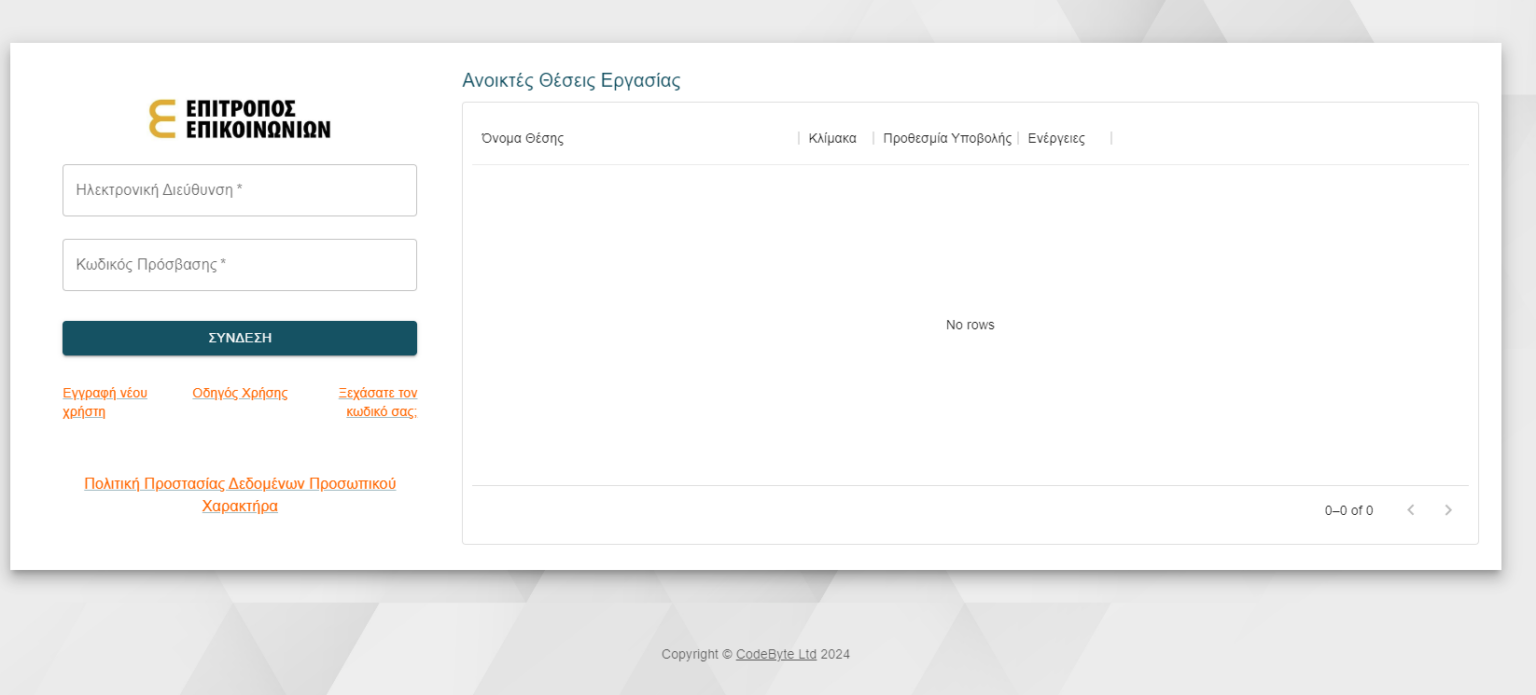 ΕΠΙΤΡΟΠΟΣ
ΕΠΙΚΟΙΝΩΝΙΩΝ
Ηλεκτρονική Διεύθυνση *
Κωδικός Πρόσβασης *
ΣΥΝΔΕΣΗ
Εγγραφή νέου
χρήστη
Οδηγός Χρήσης
Ξεχάσατε τον
κωδικό σας;
Πολιτική Προστασίας Δεδομένων Προσωπικού
Χαρακτήρα
Ανοικτές Θέσεις Εργασίας
Όνομα Θέσης Κλίμακα Προθεσμία Υποβολής Ενέργειες
No rows
0–0 of 0
Copyright © CodeByte Ltd 2024